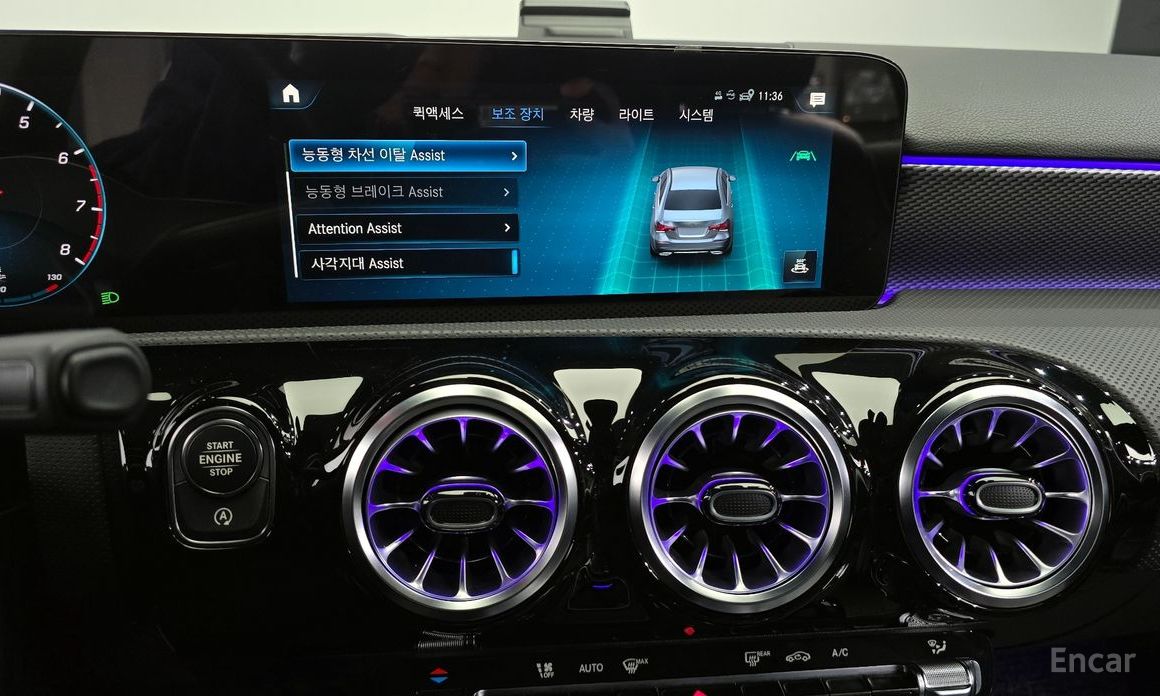 11:36
퀵액세스 보조 장치 차량 라이트 시스템
능동형 차선 이탈 Assist
능동형 브레이크 Assist
Attention Assist
사각지대 Assist
5
6
7
8
130
START
ENGINE
STOP
A
OFF
AUTO
MAX
REAR
A/C
Encar